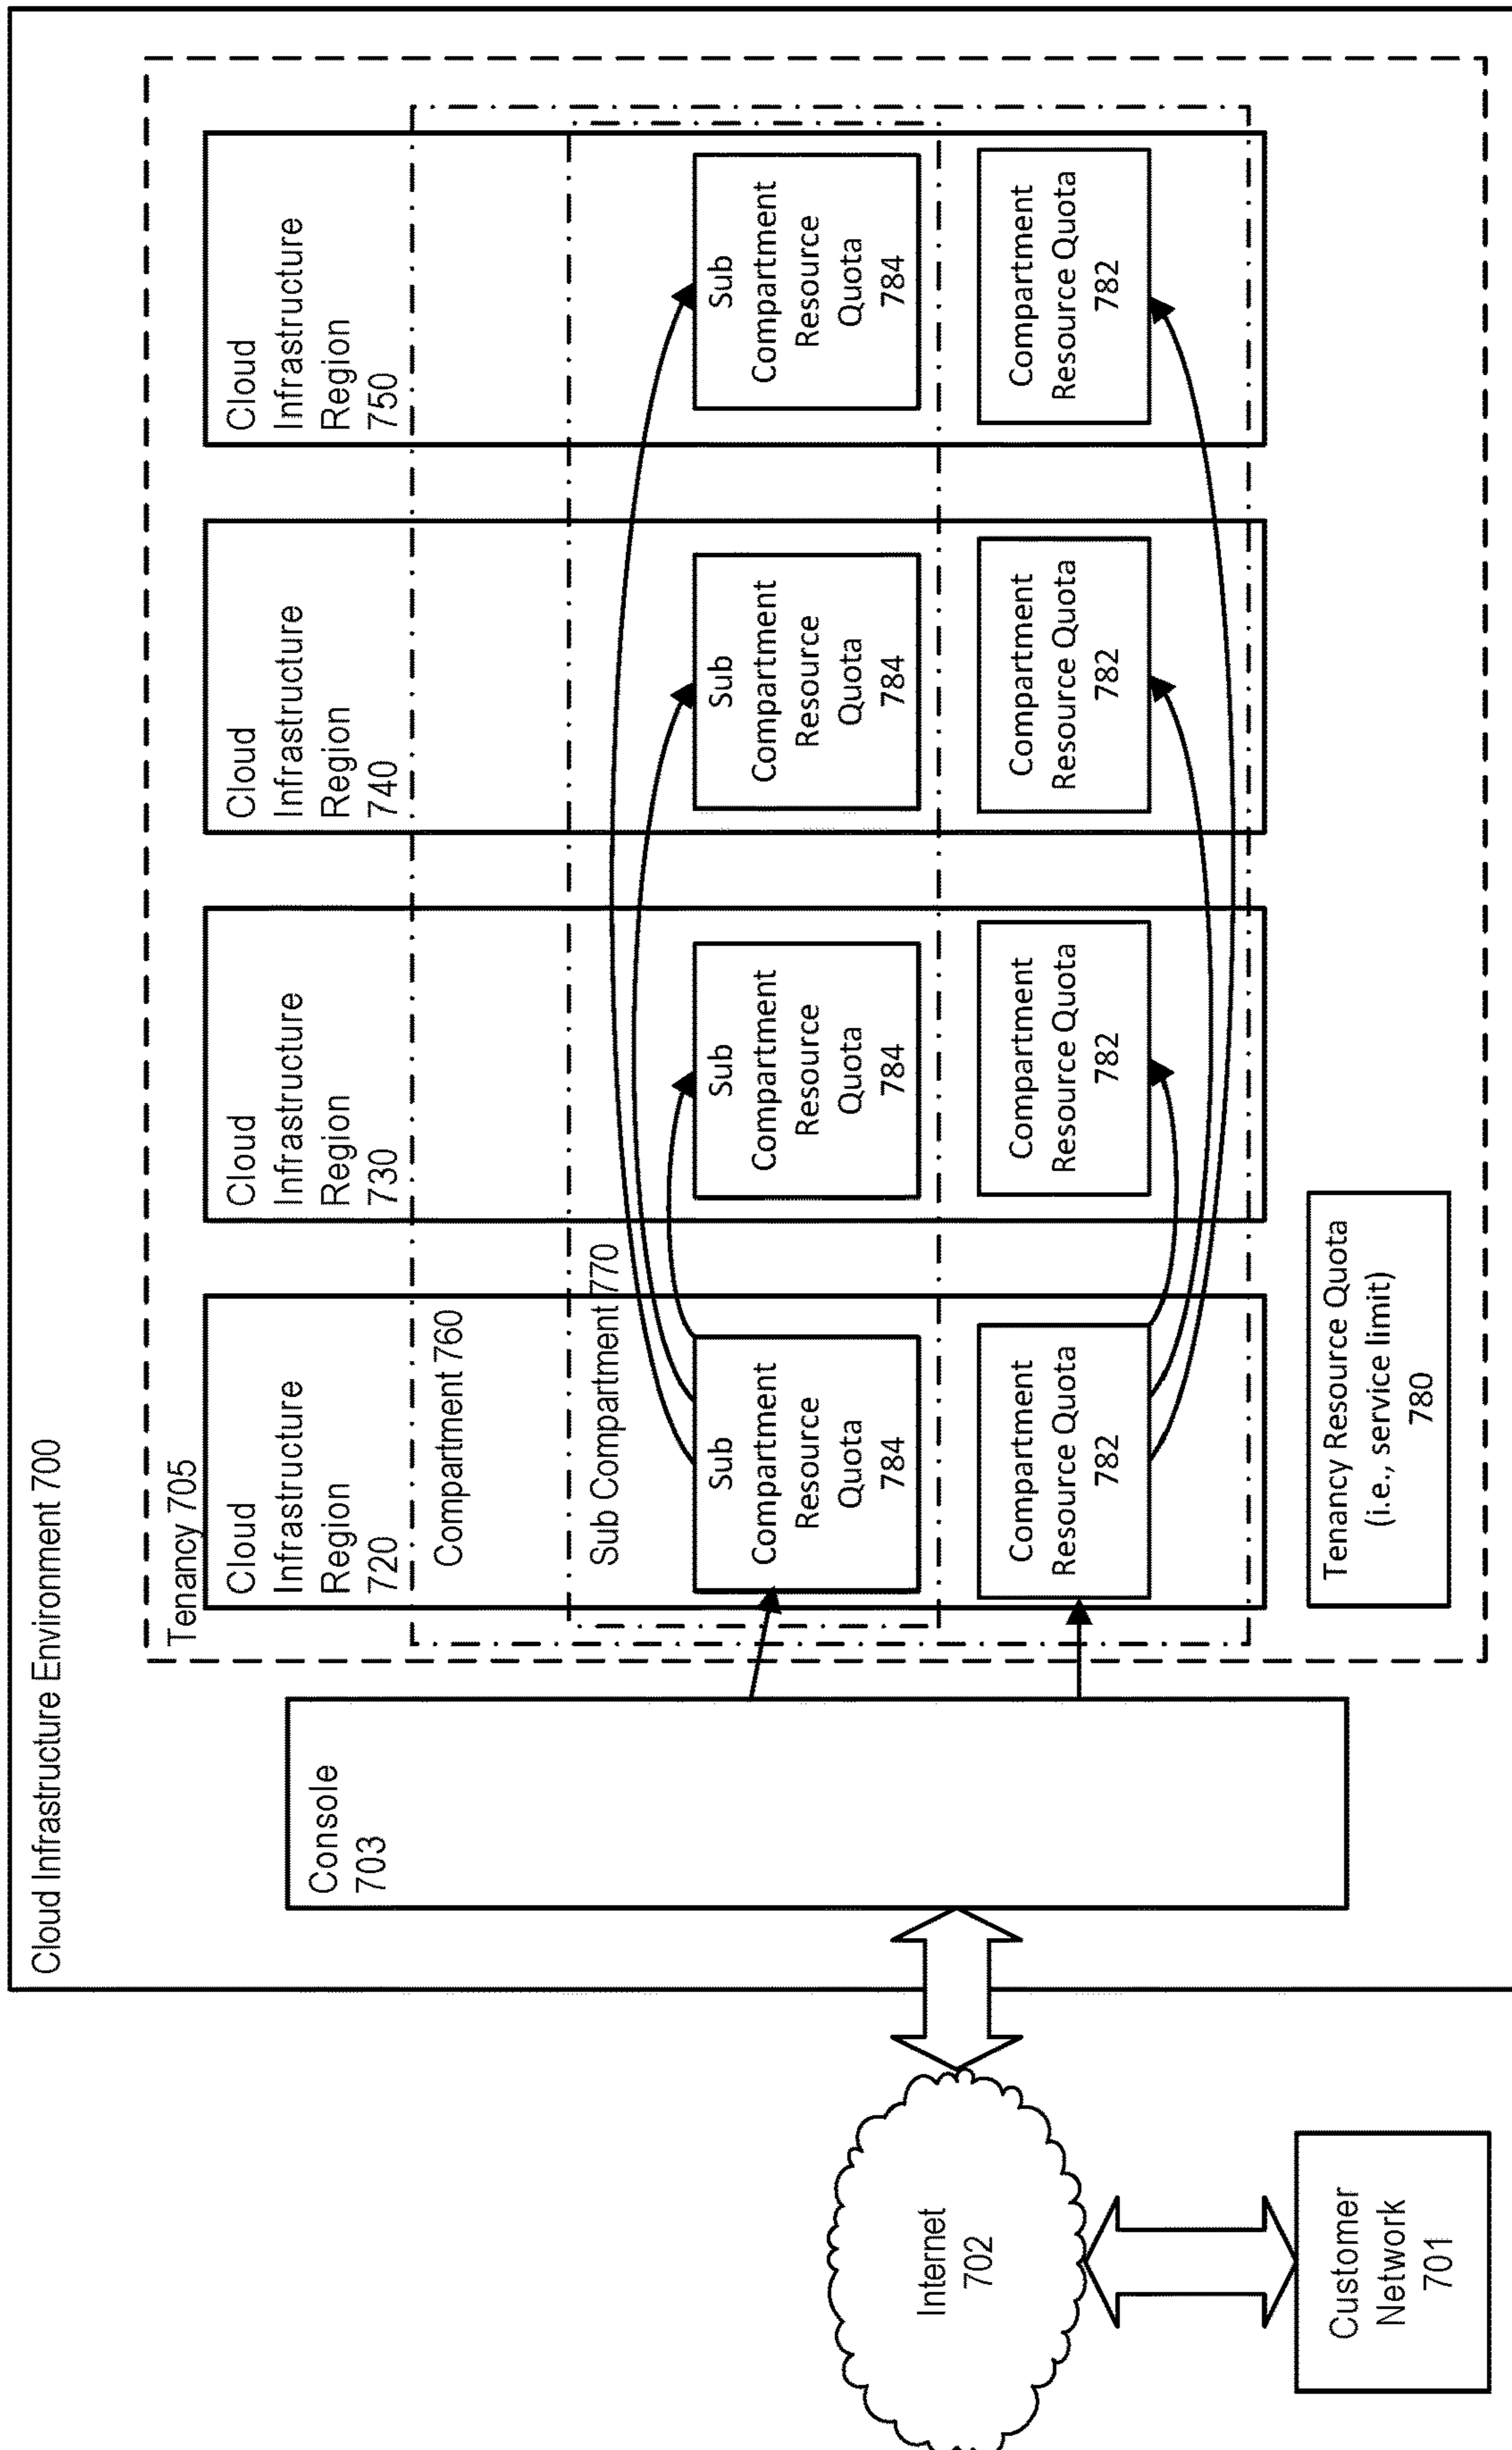 Cloud Infrastructure Environment 700
Tenancy 705
Cloud
Infrastructure
Region
720
Cloud
Infrastructure
Region
730
Cloud
Infrastructure
Region
740
Cloud
Infrastructure
Region
750
Compartment 760
Sub Compartment 770
Sub
Compartment
Resource
Quota
784
Sub
Compartment
Resource
Quota
784
Sub
Compartment
Resource
Quota
784
Sub
Compartment
Resource
Quota
784
Compartment
Resource Quota
782
Compartment
Resource Quota
782
Compartment
Resource Quota
782
Compartment
Resource Quota
782
Tenancy Resource Quota
(i.e., service limit)
780
Console
703
Internet
702
Customer
Network
701